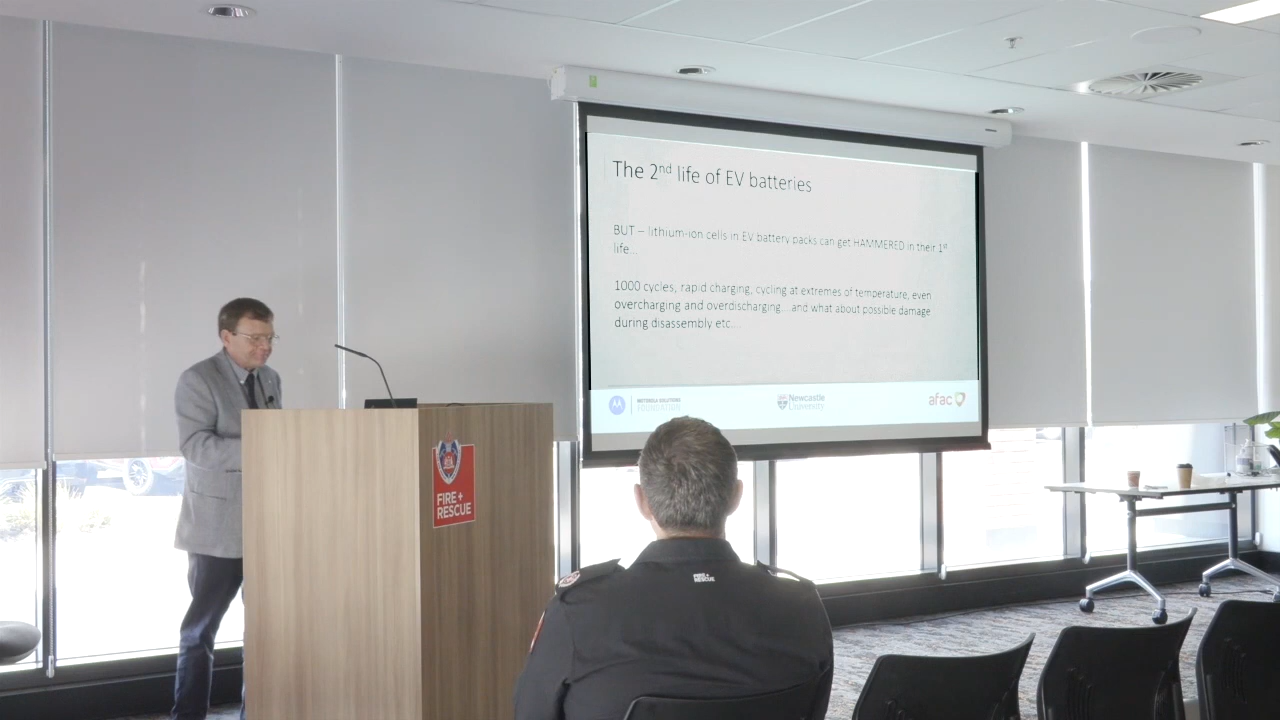 The 2nd life of EV batteries
BUT – lithium-ion cells in EV battery packs can get HAMMERED in their 1st
life...
1000 cycles, rapid charging, cycling at extremes of temperature, even
overcharging and overdischarging....and what about possible damage
during disassembly etc...
MOTOROLA SOLUTIONS
FOUNDATION
Newcastle
University
afac
FIRE+
RESCUE
FIRE+
RESCUE